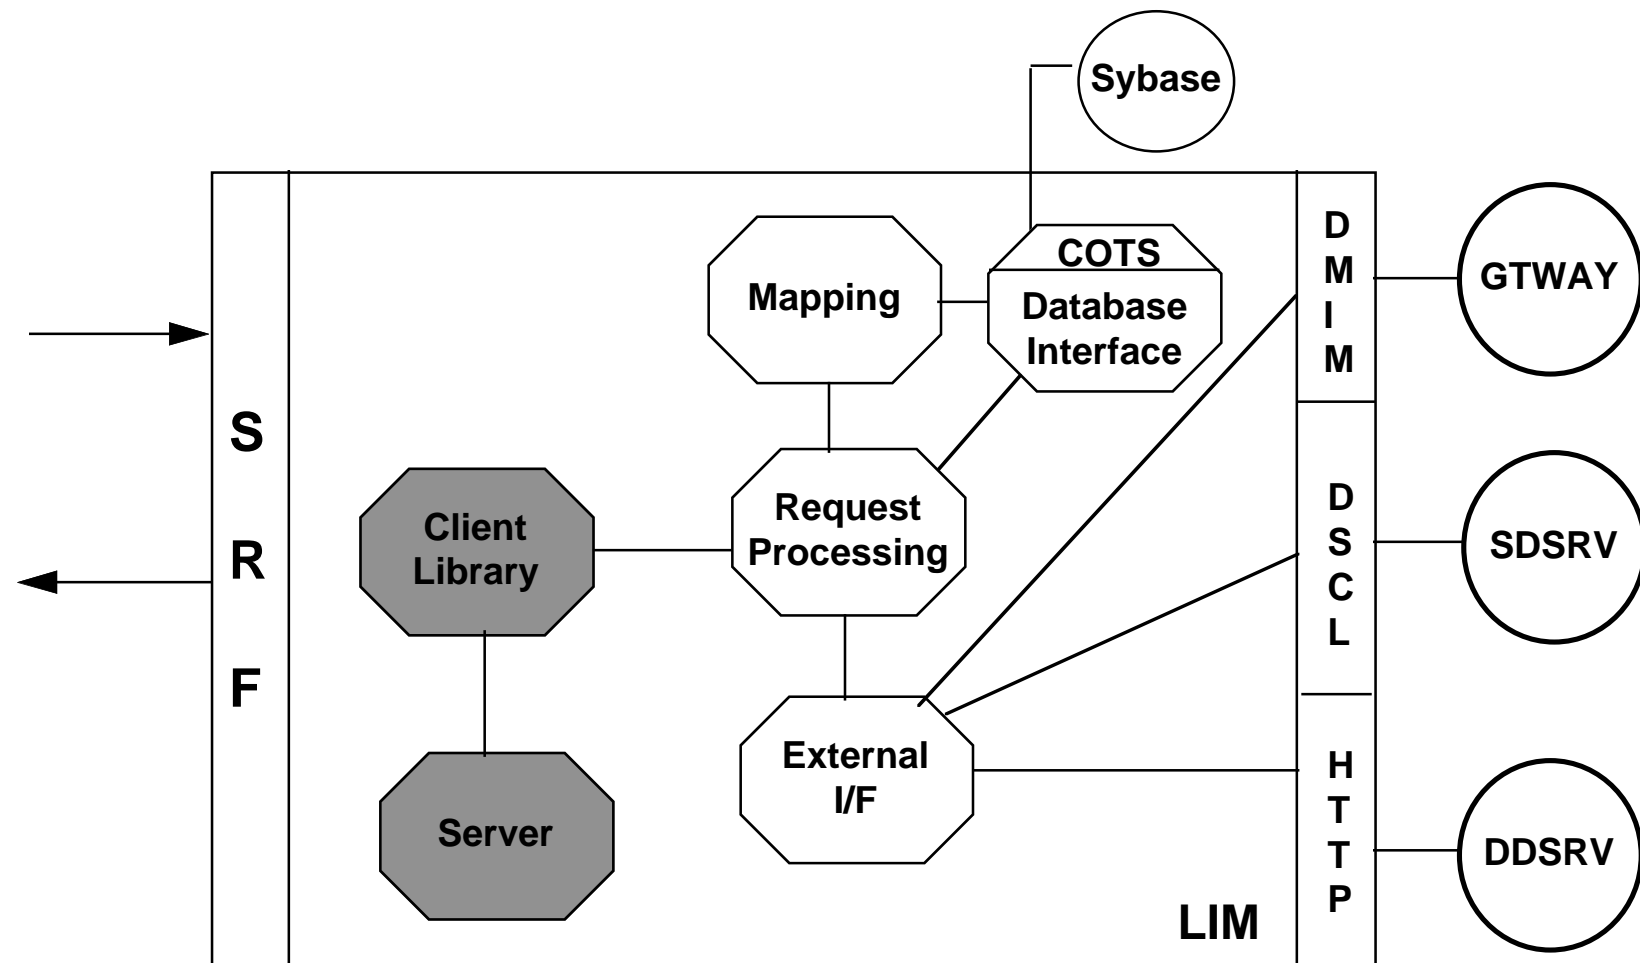 Sybase
COTS
Database
Interface
Mapping
D
M
I
M
GTWAY
S
R
F
Client
Library
Request
Processing
D
S
C
L
SDSRV
External
I/F
Server
H
T
T
P
DDSRV
LIM